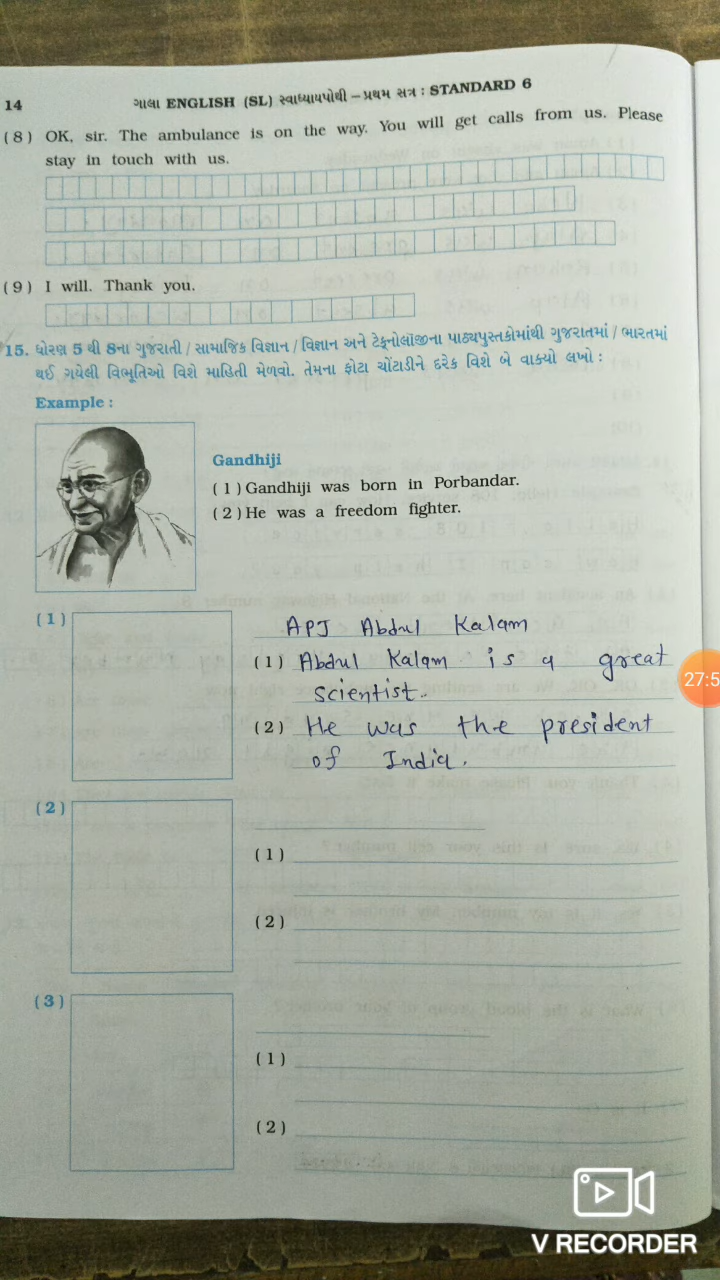 14
ગાલા ENGLISH (SL) સ્વાધ્યાયપોથી – પ્રથમ સત્ર : STANDARD 6
(8) OK, sir. The ambulance is on the way. You will get calls from us. Please
stay in touch with us.
(9) I will. Thank you.
15. ધોરણ 5 થી 8ના ગુજરાતી / સામાજિક વિજ્ઞાન / વિજ્ઞાન અને ટેક્નોલૉજીના પાઠ્યપુસ્તકોમાંથી ગુજરાતમાં / ભારતમાં
થઈ ગયેલી વિભૂતિઓ વિશે માહિતી મેળવો. તેમના ફોટા ચોંટાડીને દરેક વિશે બે વાક્યો લખો :
Example :
Gandhiji
(1) Gandhiji was born in Porbandar.
(2) He was a freedom fighter.
(1)
APJ Abdul Kalam
(1) Abdul Kalam is a great
scientist.
27:5
(2) He was the president
of India.
(2)
(1)
(2)
(3)
(1)
(2)
V RECORDER